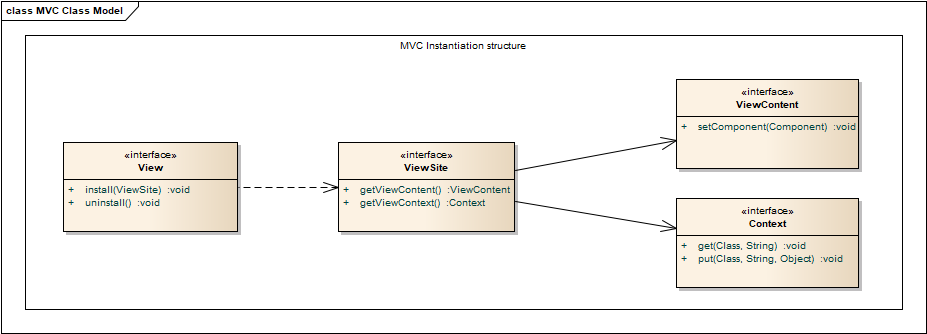 class MVC Class Model
MVC Instantiation structure
«interface»
View
+ install(ViewSite) :void
+ uninstall() :void
«interface»
ViewSite
+ getViewContent() :ViewContent
+ getViewContext() :Context
«interface»
ViewContent
+ setComponent(Component) :void
«interface»
Context
+ get(Class, String) :void
+ put(Class, String, Object) :void